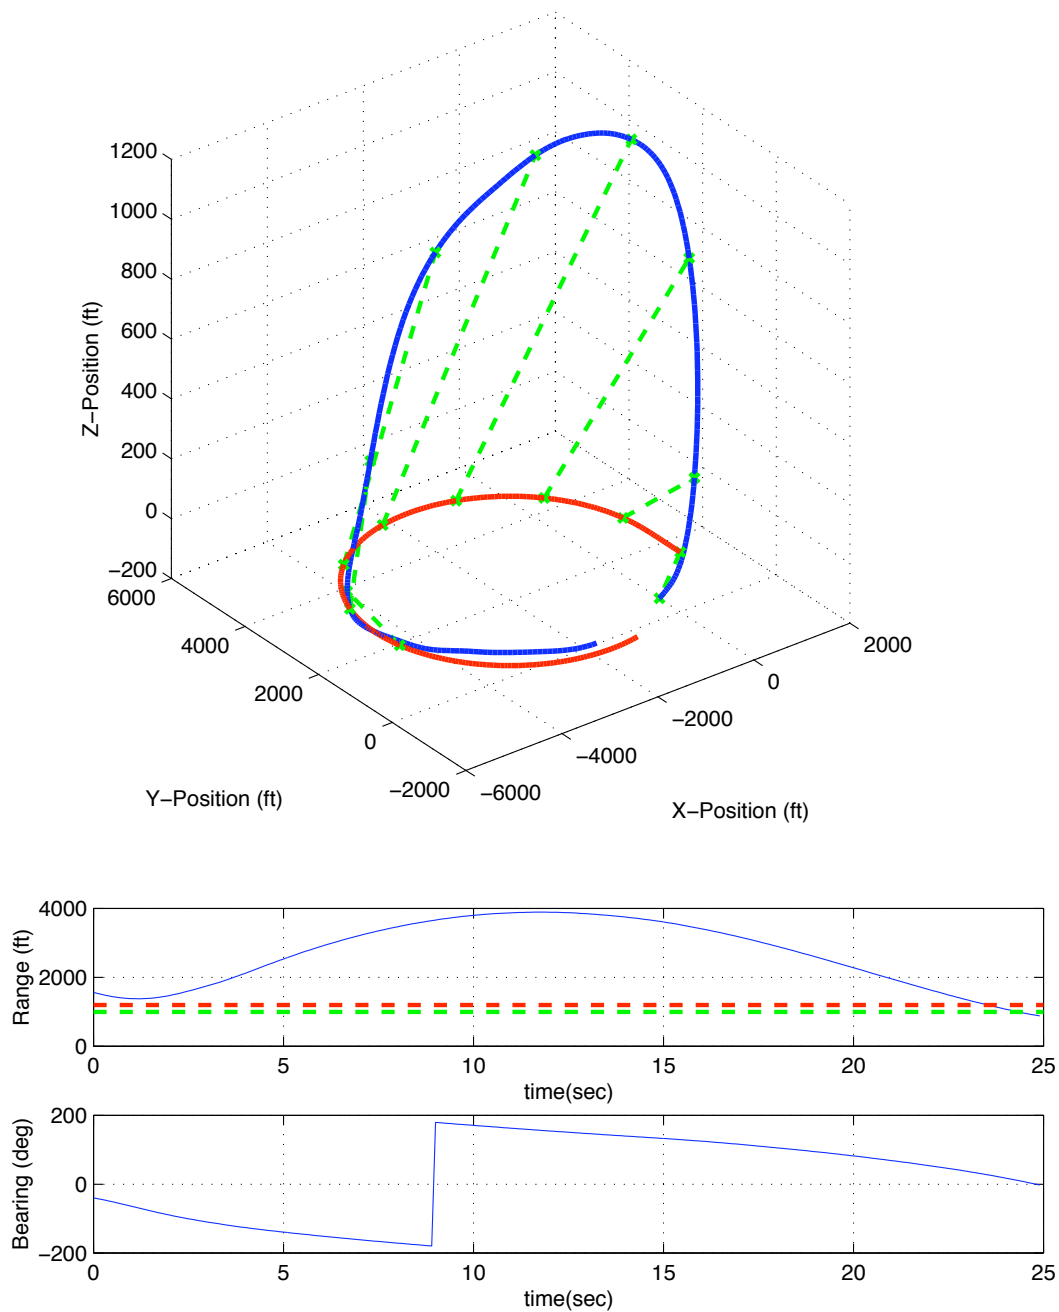 1200
1000
800
600
400
200
0
−200
Z−Position (ft)
6000
4000
2000
0
−2000
Y−Position (ft)
−6000
−4000
−2000
0
2000
X−Position (ft)
4000
2000
0
Range (ft)
0 5 10 15 20 25
time(sec)
200
0
−200
Bearing (deg)
0 5 10 15 20 25
time(sec)